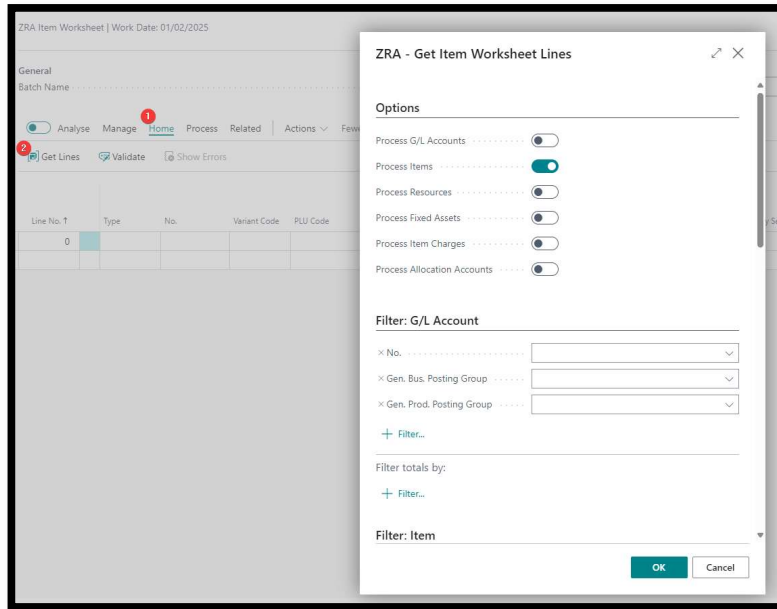 ZRA Item Worksheet | Work Date: 01/02/2025
General
Batch Name
1
Analyse Manage Home Process Related Actions Fewe
2
Get Lines Validate Show Errors
Line No. ↑ Type No. Variant Code PLU Code
0
ZRA - Get Item Worksheet Lines
Options
Process G/L Accounts
Process Items
Process Resources
Process Fixed Assets
Process Item Charges
Process Allocation Accounts
Filter: G/L Account
× No.
× Gen. Bus. Posting Group
× Gen. Prod. Posting Group
+ Filter...
Filter totals by:
+ Filter...
Filter: Item
OK Cancel